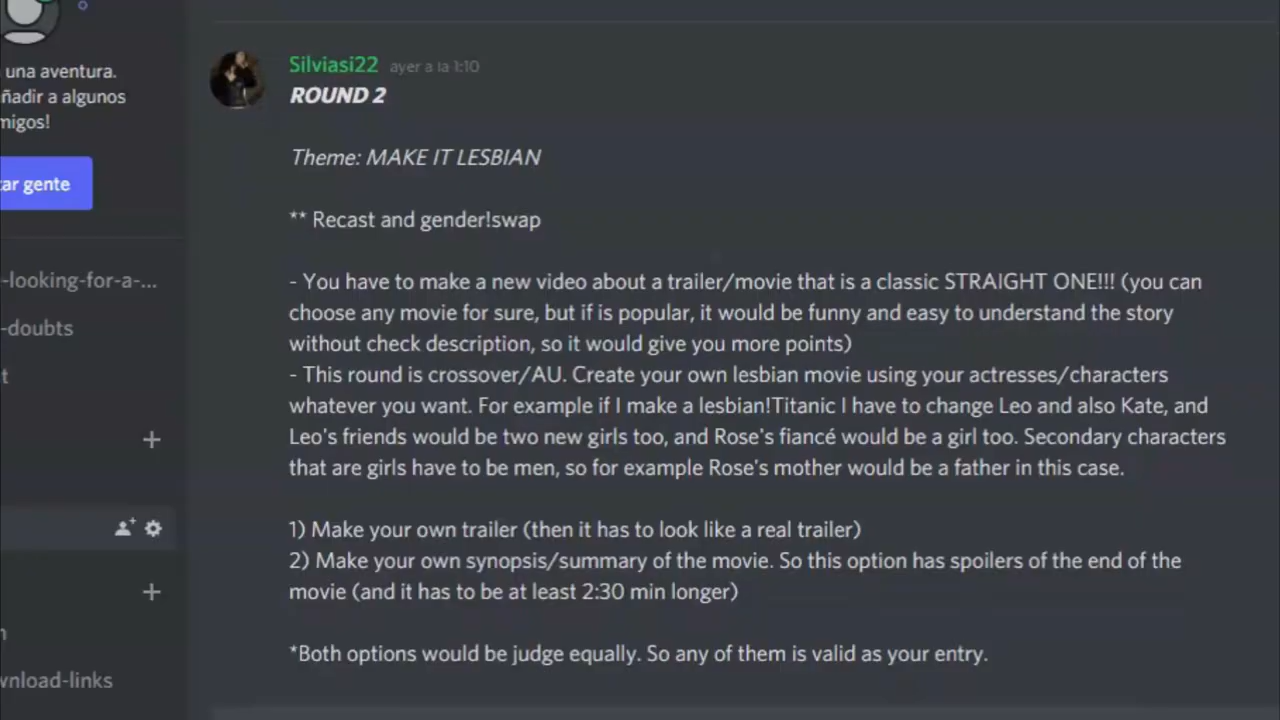 una aventura.
ñadir a algunos
migos!
ar gente
-looking-for-a-...
-doubts
t
n
wnload-links
Silviasi22 ayer a la 1:10
ROUND 2
Theme: MAKE IT LESBIAN
** Recast and gender!swap
- You have to make a new video about a trailer/movie that is a classic STRAIGHT ONE!!! (you can
choose any movie for sure, but if is popular, it would be funny and easy to understand the story
without check description, so it would give you more points)
- This round is crossover/AU. Create your own lesbian movie using your actresses/characters
whatever you want. For example if I make a lesbian!Titanic I have to change Leo and also Kate, and
Leo's friends would be two new girls too, and Rose's fiancé would be a girl too. Secondary characters
that are girls have to be men, so for example Rose's mother would be a father in this case.
1) Make your own trailer (then it has to look like a real trailer)
2) Make your own synopsis/summary of the movie. So this option has spoilers of the end of the
movie (and it has to be at least 2:30 min longer)
*Both options would be judge equally. So any of them is valid as your entry.